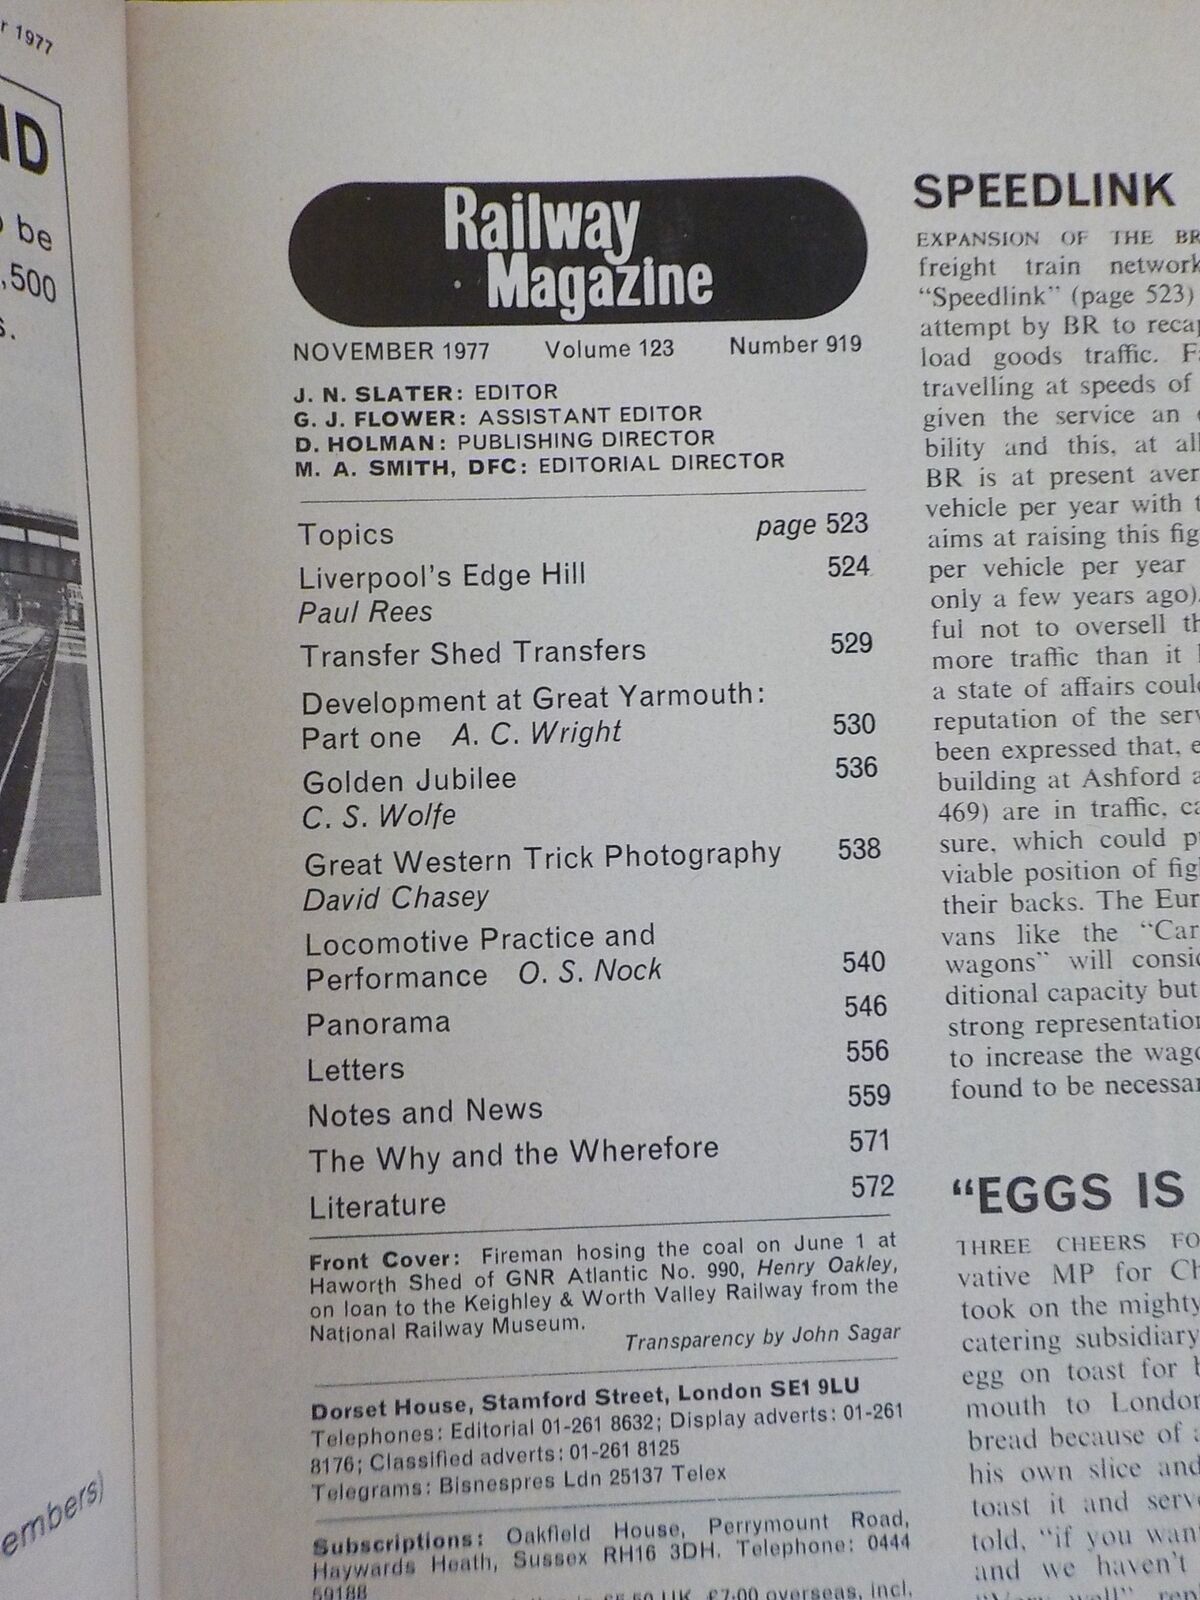 r 1977
ND
be
,500
s.
embers)
Railway
Magazine
NOVEMBER 1977 Volume 123 Number 919
J. N. SLATER: EDITOR
G. J. FLOWER: ASSISTANT EDITOR
D. HOLMAN: PUBLISHING DIRECTOR
M. A. SMITH, DFC: EDITORIAL DIRECTOR
Topics page 523
Liverpool's Edge Hill 524
Paul Rees
Transfer Shed Transfers 529
Development at Great Yarmouth:
Part one A. C. Wright 530
Golden Jubilee 536
C. S. Wolfe
Great Western Trick Photography 538
David Chasey
Locomotive Practice and
Performance O. S. Nock 540
Panorama 546
Letters 556
Notes and News 559
The Why and the Wherefore 571
Literature 572
Front Cover: Fireman hosing the coal on June 1 at
Haworth Shed of GNR Atlantic No. 990, Henry Oakley,
on loan to the Keighley & Worth Valley Railway from the
National Railway Museum.
Transparency by John Sagar
Dorset House, Stamford Street, London SE1 9LU
Telephones: Editorial 01-261 8632; Display adverts: 01-261
8176; Classified adverts: 01-261 8125
Telegrams: Bisnespres Ldn 25137 Telex
Subscriptions: Oakfield House, Perrymount Road,
Haywards Heath, Sussex RH16 3DH. Telephone: 0444
59188
£5.50 UK, £7.00 overseas, incl.
SPEEDLINK
EXPANSION OF THE BR
freight train network
"Speedlink" (page 523)
attempt by BR to recap
load goods traffic. F
travelling at speeds of
given the service an
bility and this, at all
BR is at present aver
vehicle per year with t
aims at raising this fig
per vehicle per year
only a few years ago).
ful not to oversell th
more traffic than it
a state of affairs coul
reputation of the serv
been expressed that, e
building at Ashford a
469) are in traffic, ca
sure, which could p
viable position of fig
their backs. The Eur
vans like the "Car
wagons" will consid
ditional capacity but
strong representation
to increase the wago
found to be necessar
"EGGS IS
THREE CHEERS FO
vative MP for Ch
took on the mighty
catering subsidiary
egg on toast for b
mouth to London
bread because of a
his own slice and
toast it and serv
told, "if you wan
and we haven't